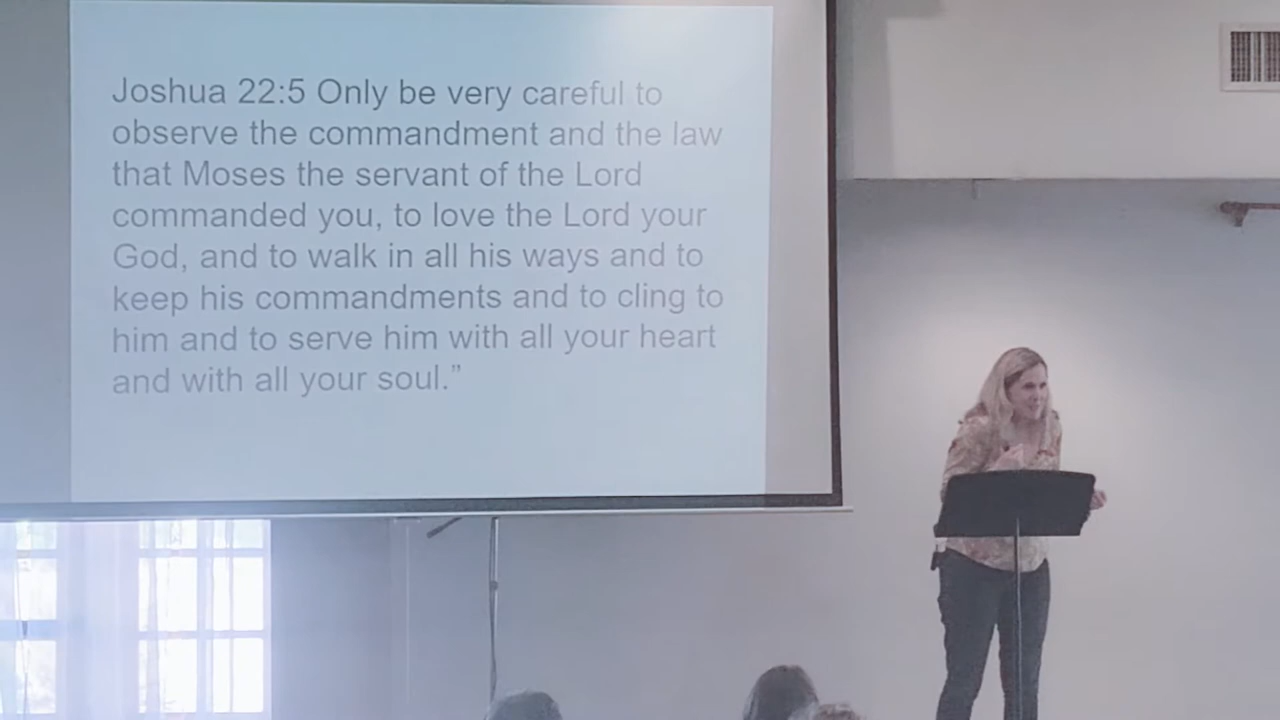 Joshua 22:5 Only be very careful to
observe the commandment and the law
that Moses the servant of the Lord
commanded you, to love the Lord your
God, and to walk in all his ways and to
keep his commandments and to cling to
him and to serve him with all your heart
and with all your soul.”